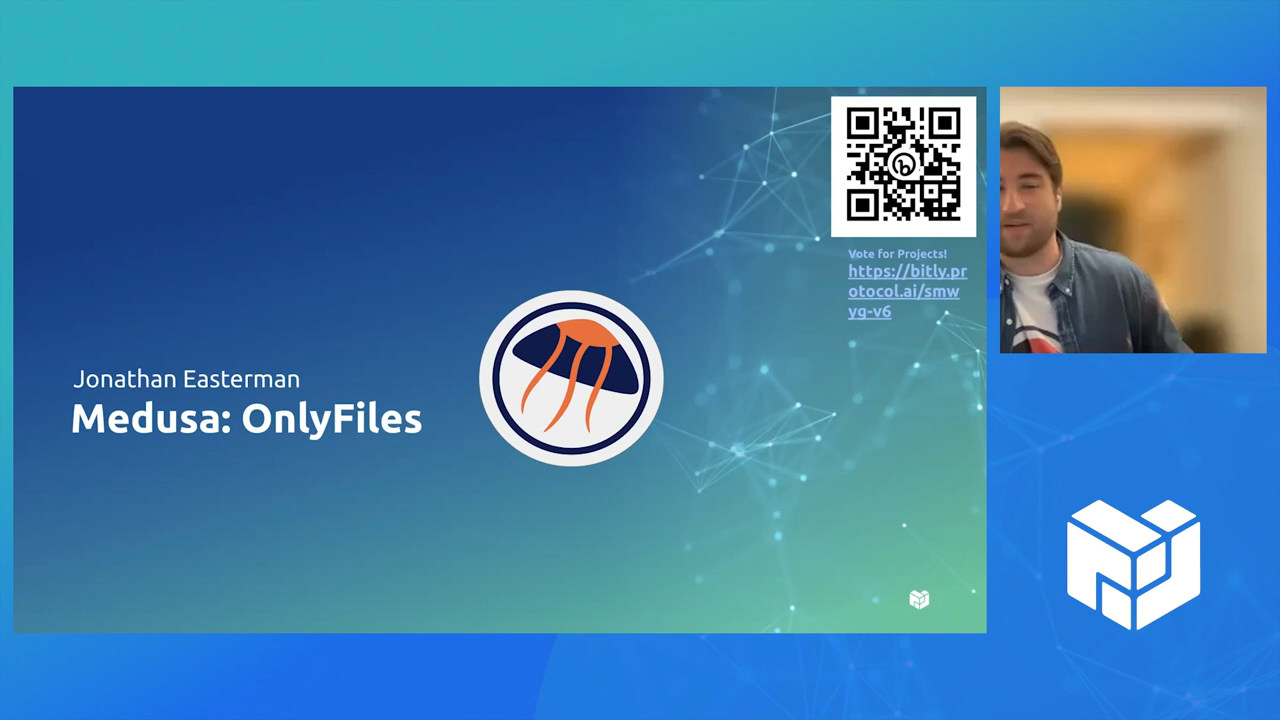 Jonathan Easterman
Medusa: OnlyFiles
Vote for Projects!
https://bitly.pr
otocol.ai/smw
yg-v6